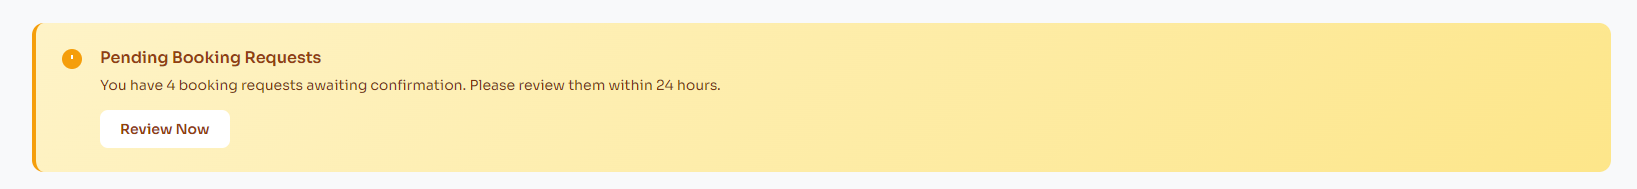 Pending Booking Requests
You have 4 booking requests awaiting confirmation. Please review them within 24 hours.
Review Now